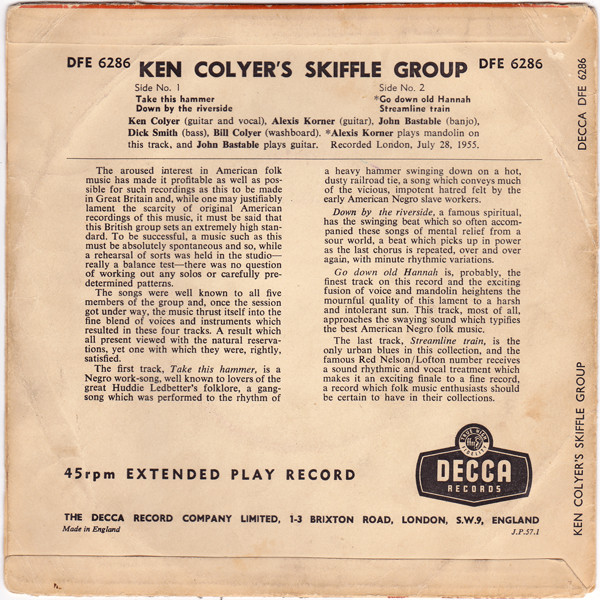 DFE 6286 KEN COLYER'S SKIFFLE GROUP DFE 6286
Side No. 1
Take this hammer
Down by the riverside
Side No. 2
*Go down old Hannah
Streamline train
Ken Colyer (guitar and vocal), Alexis Korner (guitar), John Bastable (banjo),
Dick Smith (bass), Bill Colyer (washboard). *Alexis Korner plays mandolin on
this track, and John Bastable plays guitar. Recorded London, July 28, 1955.
The aroused interest in American folk
music has made it profitable as well as pos-
sible for such recordings as this to be made
in Great Britain and, while one may justifiably
lament the scarcity of original American
recordings of this music, it must be said that
this British group sets an extremely high stan-
dard. To be successful, a music such as this
must be absolutely spontaneous and so, while
a rehearsal of sorts was held in the studio—
really a balance test—there was no question
of working out any solos or carefully pre-
determined patterns.
The songs were well known to all five
members of the group and, once the session
got under way, the music thrust itself into the
fine blend of voices and instruments which
resulted in these four tracks. A result which
all present viewed with the natural reserva-
tions, yet one with which they were, rightly,
satisfied.
The first track, Take this hammer, is a
Negro work-song, well known to lovers of the
great Huddie Ledbetter's folklore, a gang-
song which was performed to the rhythm of
a heavy hammer swinging down on a hot,
dusty railroad tie, a song which conveys much
of the vicious, impotent hatred felt by the
early American Negro slave workers.
Down by the riverside, a famous spiritual,
has the swinging beat which so often accom-
panied these songs of mental relief from a
sour world, a beat which picks up in power
as the last chorus is repeated, over and over
again, with minute rhythmic variations.
Go down old Hannah is, probably, the
finest track on this record and the exciting
fusion of voice and mandolin heightens the
mournful quality of this lament to a harsh
and intolerant sun. This track, most of all,
approaches the swaying sound which typifies
the best American Negro folk music.
The last track, Streamline train, is the
only urban blues in this collection, and the
famous Red Nelson/Lofton number receives
a sound rhythmic and vocal treatment which
makes it an exciting finale to a fine record,
a record which folk music enthusiasts should
be certain to have in their collections.
45rpm EXTENDED PLAY RECORD
DECCA
RECORDS
THE DECCA RECORD COMPANY LIMITED, 1-3 BRIXTON ROAD, LONDON, S.W.9, ENGLAND
Made in England
J.P.57.1
DECCA DFE 6286
KEN COLYER'S SKIFFLE GROUP